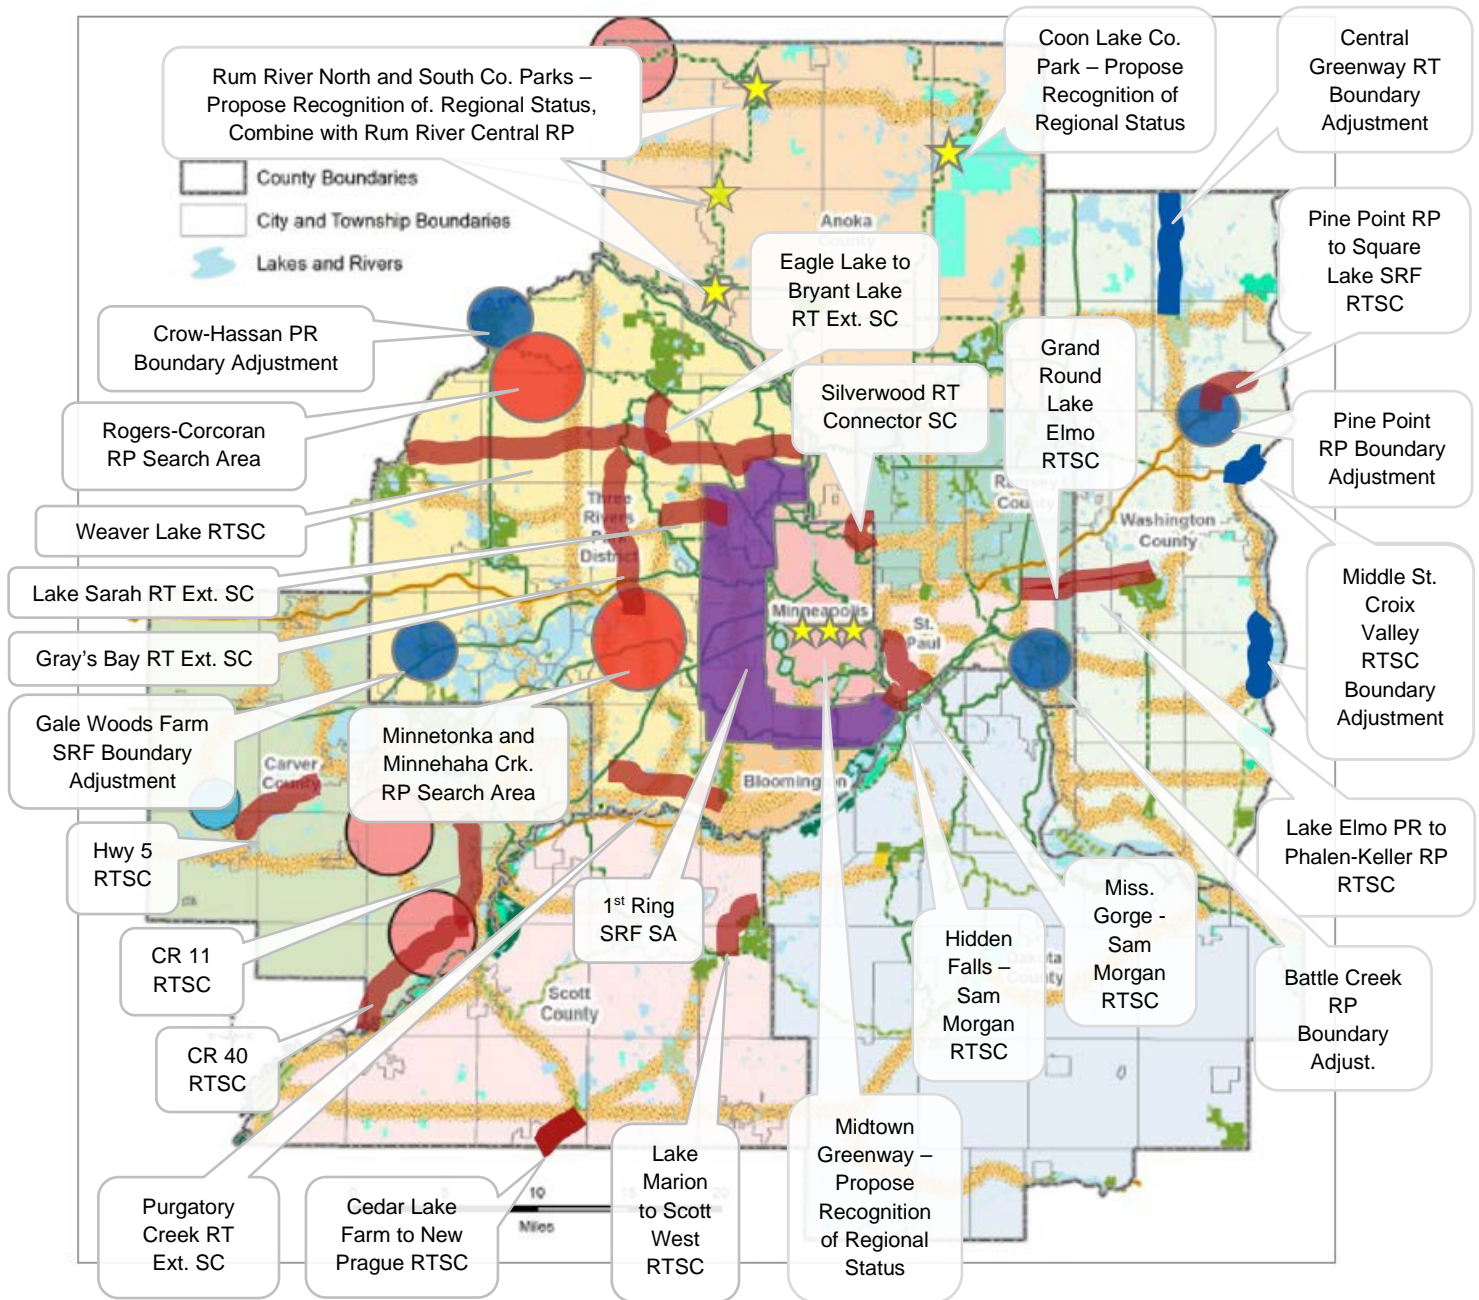 Rum River North and South Co. Parks –
Propose Recognition of. Regional Status,
Combine with Rum River Central RP
Coon Lake Co.
Park – Propose
Recognition of
Regional Status
Central
Greenway RT
Boundary
Adjustment
County Boundaries
City and Township Boundaries
Lakes and Rivers
Anoka
County
Pine Point RP
to Square
Lake SRF
RTSC
Eagle Lake to
Bryant Lake
RT Ext. SC
Crow-Hassan PR
Boundary Adjustment
Grand
Round
Lake
Elmo
RTSC
Silverwood RT
Connector SC
Rogers-Corcoran
RP Search Area
Pine Point
RP Boundary
Adjustment
Weaver Lake RTSC
Three
Rivers
Park
District
Ramsey
County
Washington
County
Lake Sarah RT Ext. SC
Middle St.
Croix
Valley
RTSC
Boundary
Adjustment
Minneapolis
St.
Paul
Gray's Bay RT Ext. SC
Gale Woods Farm
SRF Boundary
Adjustment
Minnetonka and
Minnehaha Crk.
RP Search Area
Carver
County
Bloomington
Hwy 5
RTSC
Lake Elmo PR to
Phalen-Keller RP
RTSC
1st Ring
SRF SA
Miss.
Gorge -
Sam
Morgan
RTSC
Hidden
Falls –
Sam
Morgan
RTSC
Dakota
County
CR 11
RTSC
Scott
County
Battle Creek
RP
Boundary
Adjust.
CR 40
RTSC
Midtown
Greenway –
Propose
Recognition
of Regional
Status
Lake
Marion
to Scott
West
RTSC
Purgatory
Creek RT
Ext. SC
Cedar Lake
Farm to New
Prague RTSC
0 5 10 15 20
Miles